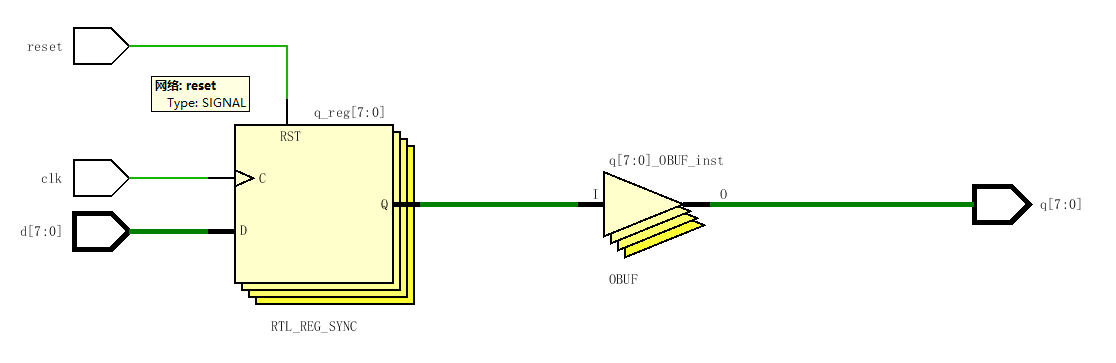 reset
网络: reset
Type: SIGNAL
q_reg[7:0]
RST
q[7:0]_OBUF_inst
clk
C
I
O
Q
q[7:0]
d[7:0]
D
OBUF
RTL_REG_SYNC